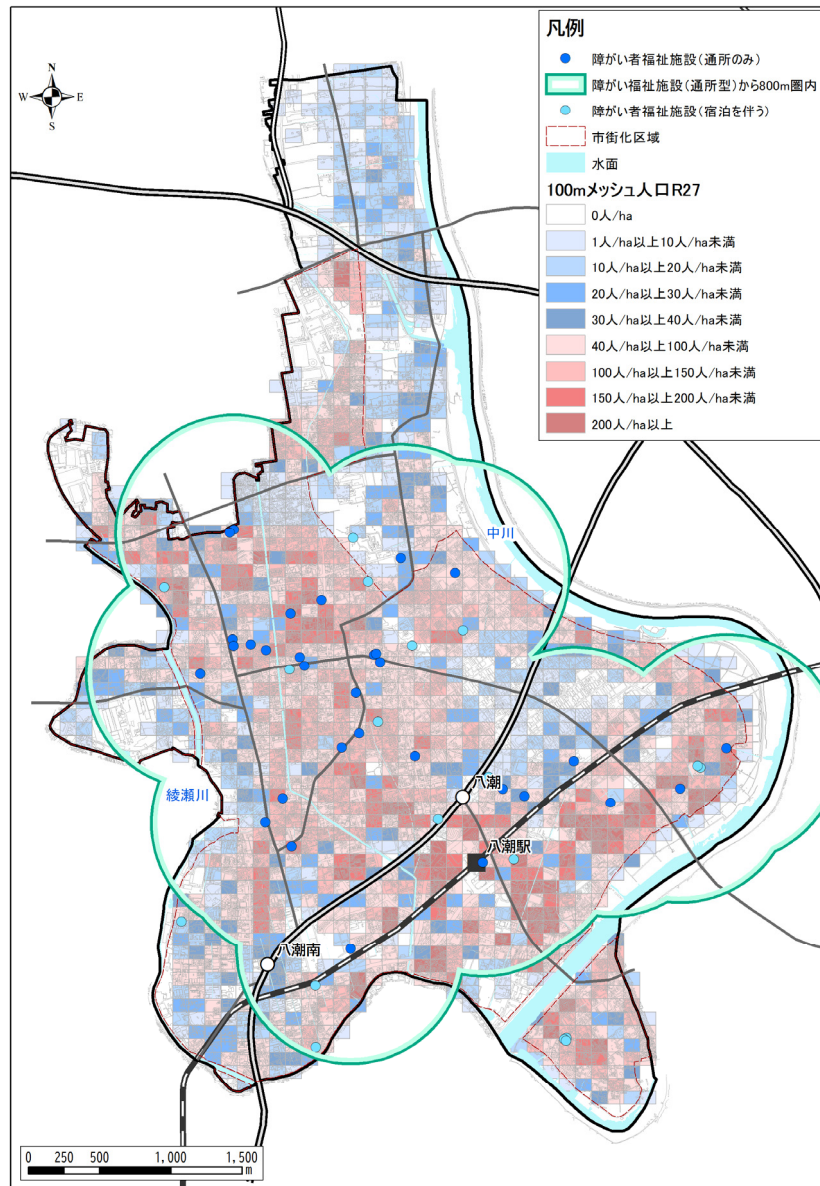 凡例
障がい者福祉施設(通所のみ)
障がい福祉施設(通所型)から800m圏内
障がい者福祉施設(宿泊を伴う)
市街化区域
水面
100mメッシュ人口R27
0人/ha
1人/ha以上10人/ha未満
10人/ha以上20人/ha未満
20人/ha以上30人/ha未満
30人/ha以上40人/ha未満
40人/ha以上100人/ha未満
100人/ha以上150人/ha未満
150人/ha以上200人/ha未満
200人/ha以上
N
W E
S
中川
綾瀬川
八潮
八潮駅
八潮南
0 250 500 1,000 1,500
m